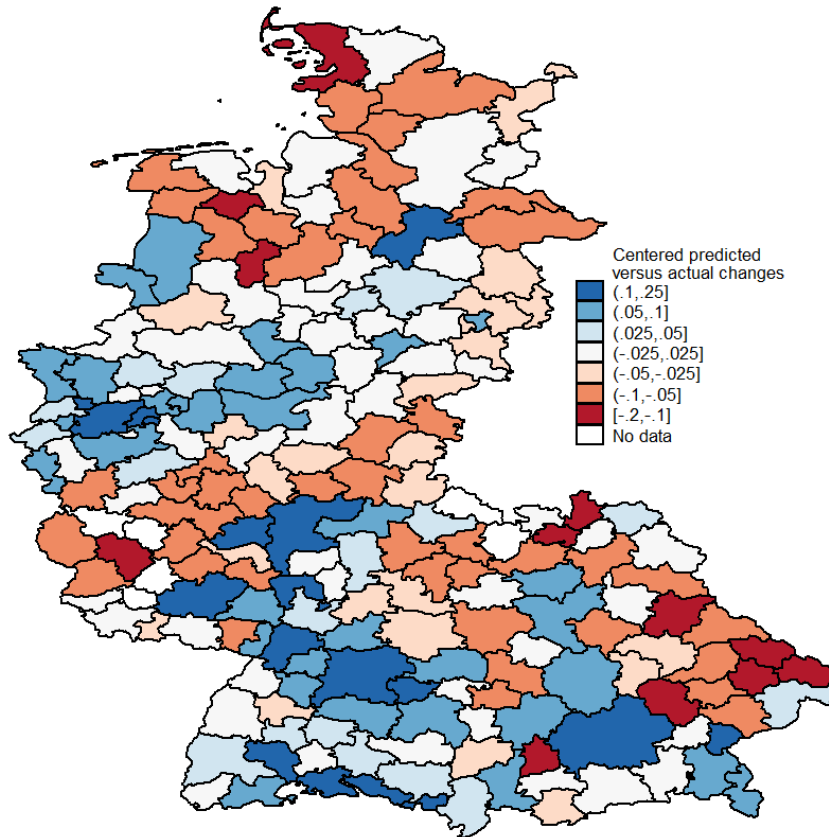 Centered predicted
versus actual changes
(.1,.25]
(.05,.1]
(.025,.05]
(-.025,.025]
(-.05,-.025]
(-.1,-.05]
[-.2,-.1]
No data